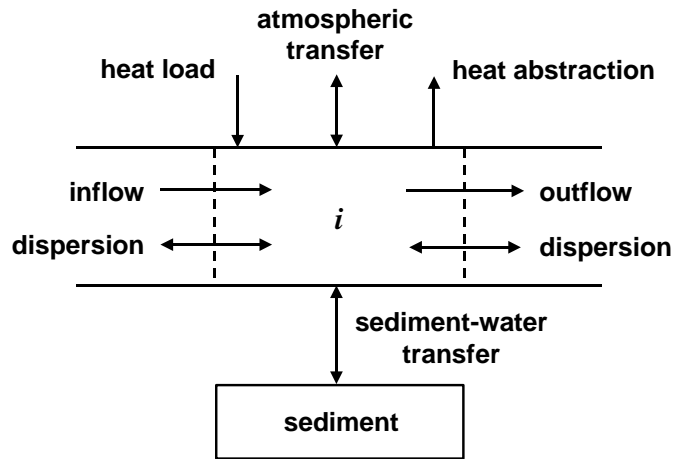 atmospheric
transfer
heat load
heat abstraction
inflow
outflow
i
dispersion
dispersion
sediment-water
transfer
sediment